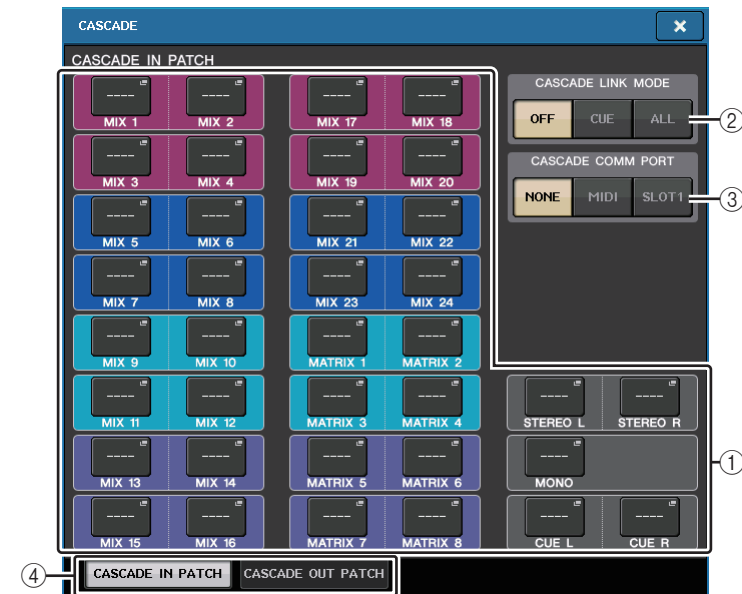 CASCADE
CASCADE IN PATCH
---- ---- ---- ----
MIX 1 MIX 2 MIX 17 MIX 18
---- ---- ---- ----
MIX 3 MIX 4 MIX 19 MIX 20
---- ---- ---- ----
MIX 5 MIX 6 MIX 21 MIX 22
---- ---- ---- ----
MIX 7 MIX 8 MIX 23 MIX 24
---- ---- ---- ----
MIX 9 MIX 10 MATRIX 1 MATRIX 2
---- ---- ---- ----
MIX 11 MIX 12 MATRIX 3 MATRIX 4
---- ---- ---- ----
MIX 13 MIX 14 MATRIX 5 MATRIX 6
---- ---- ---- ----
MIX 15 MIX 16 MATRIX 7 MATRIX 8
CASCADE LINK MODE
OFF CUE ALL
②
CASCADE COMM PORT
NONE MIDI SLOT1
③
---- ----
STEREO L STEREO R
----
MONO
①
---- ----
CUE L CUE R
④
CASCADE IN PATCH CASCADE OUT PATCH